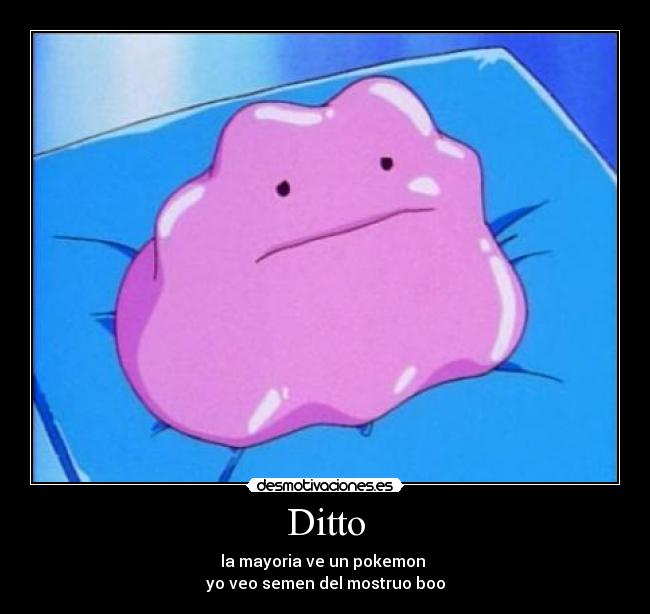 desmotivaciones.es
Ditto
la mayoria ve un pokemon
yo veo semen del mostruo boo